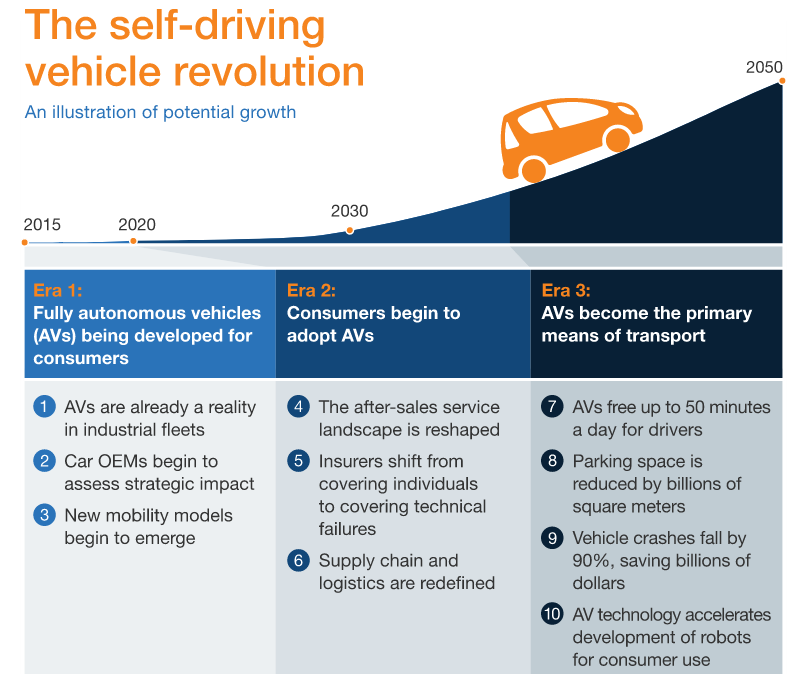 The self-driving
vehicle revolution
An illustration of potential growth
2015
2020
2030
2050
Era 1:
Fully autonomous vehicles
(AVs) being developed for
consumers
1 AVs are already a reality
in industrial fleets
2 Car OEMs begin to
assess strategic impact
3 New mobility models
begin to emerge
Era 2:
Consumers begin to
adopt AVs
4 The after-sales service
landscape is reshaped
5 Insurers shift from
covering individuals
to covering technical
failures
6 Supply chain and
logistics are redefined
Era 3:
AVs become the primary
means of transport
7 AVs free up to 50 minutes
a day for drivers
8 Parking space is
reduced by billions of
square meters
9 Vehicle crashes fall by
90%, saving billions of
dollars
10 AV technology accelerates
development of robots
for consumer use